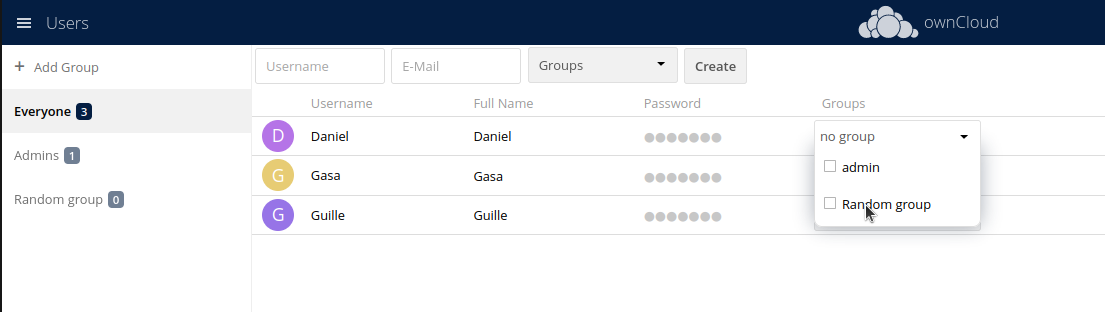 Users
ownCloud
+ Add Group
Everyone 3
Admins 1
Random group 0
Username E-Mail Groups Create
Username Full Name Password Groups
D Daniel Daniel ●●●●●●● no group
admin
G Gasa Gasa ●●●●●●●
Random group
G Guille Guille ●●●●●●●